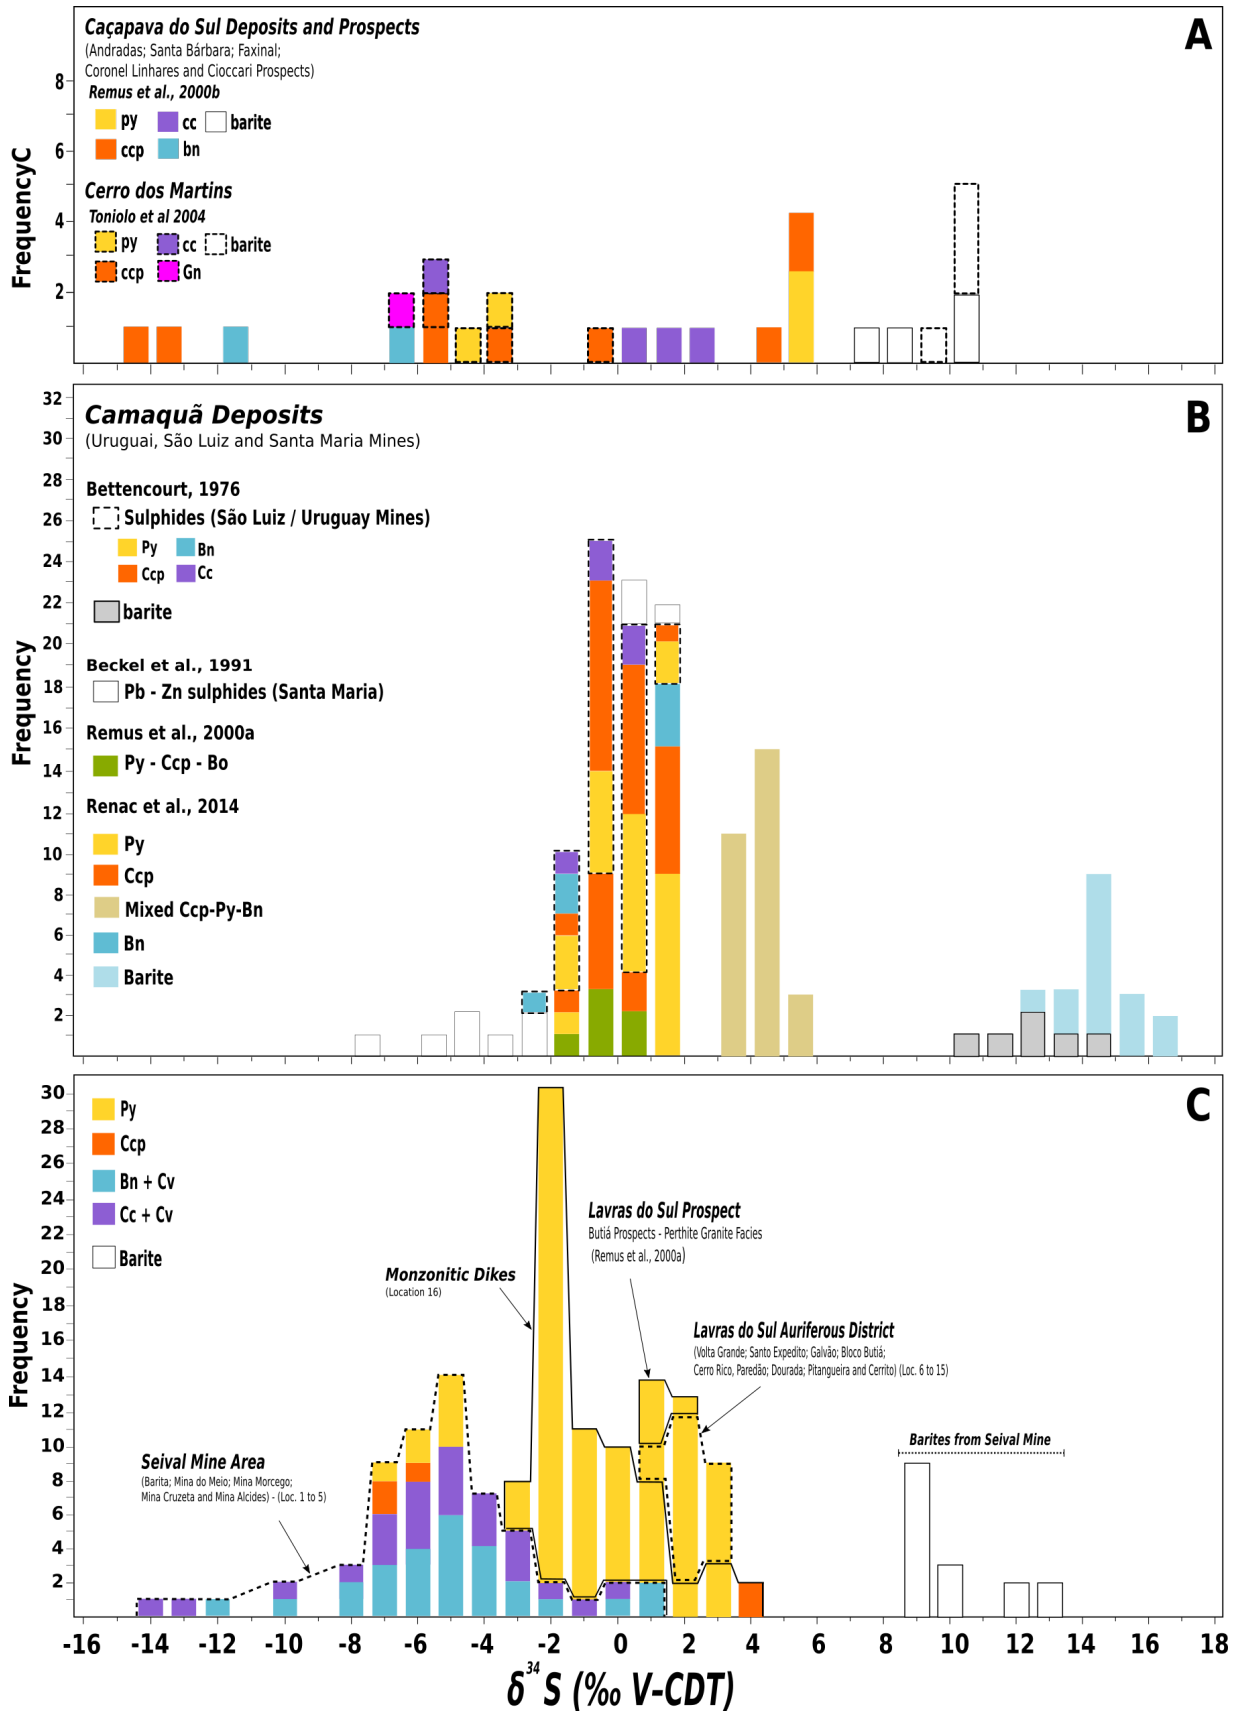 A
Caçapava do Sul Deposits and Prospects
(Andradas; Santa Bárbara; Faxinal;
Coronel Linhares and Cioccari Prospects)
Remus et al., 2000b
py cc barite
ccp bn
Cerro dos Martins
Toniolo et al 2004
py cc barite
ccp Gn
FrequencyC
8
6
4
2
B
Camaquã Deposits
(Uruguai, São Luiz and Santa Maria Mines)
Bettencourt, 1976
Sulphides (São Luiz / Uruguay Mines)
Py Bn
Ccp Cc
barite
Beckel et al., 1991
Pb - Zn sulphides (Santa Maria)
Remus et al., 2000a
Py - Ccp - Bo
Renac et al., 2014
Py
Ccp
Mixed Ccp-Py-Bn
Bn
Barite
Frequency
32
30
28
26
24
22
20
18
16
14
12
10
8
6
4
2
C
Py
Ccp
Bn + Cv
Cc + Cv
Barite
Lavras do Sul Prospect
Butiá Prospects - Perthite Granite Facies
(Remus et al., 2000a)
Monzonitic Dikes
(Location 16)
Lavras do Sul Auriferous District
(Volta Grande; Santo Expedito; Galvão; Bloco Butiá;
Cerro Rico, Paredão; Dourada; Pitangueira and Cerrito) (Loc. 6 to 15)
Seival Mine Area
(Barita; Mina do Meio; Mina Morcego;
Mina Cruzeta and Mina Alcides) - (Loc. 1 to 5)
Barites from Seival Mine
Frequency
30
28
26
24
22
20
18
16
14
12
10
8
6
4
2
-16 -14 -12 -10 -8 -6 -4 -2 0 2 4 6 8 10 12 14 16 18
δ³⁴S (‰ V–CDT)